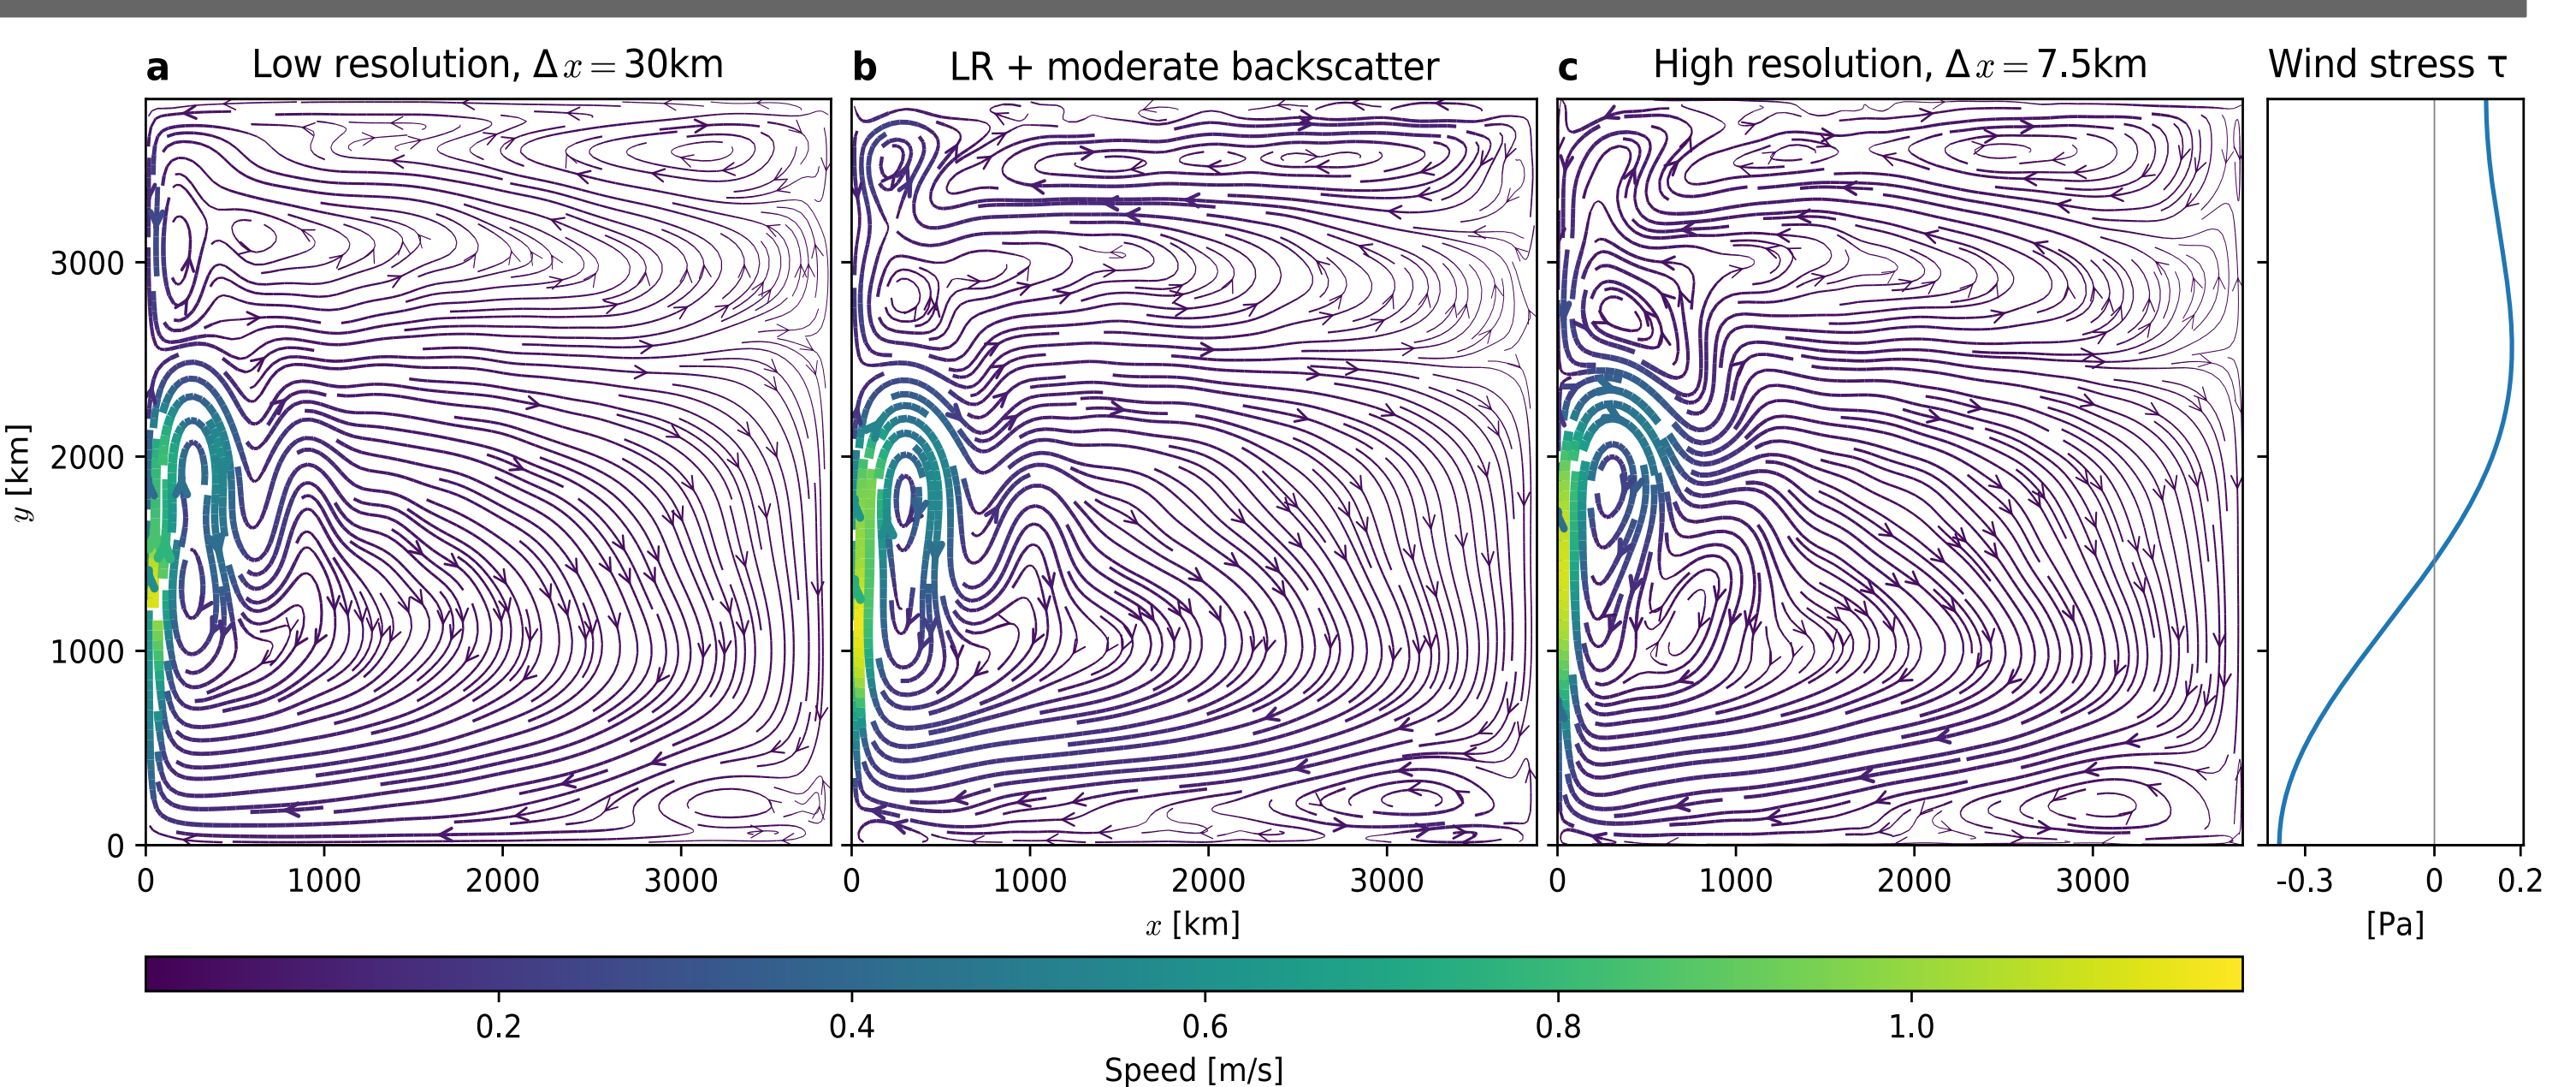 a Low resolution, Δx = 30km
b LR + moderate backscatter
c High resolution, Δx = 7.5km
Wind stress τ
y [km]
3000
2000
1000
0
0 1000 2000 3000
0 1000 2000 3000
0 1000 2000 3000
-0.3 0 0.2
x [km]
[Pa]
0.2 0.4 0.6 0.8 1.0
Speed [m/s]